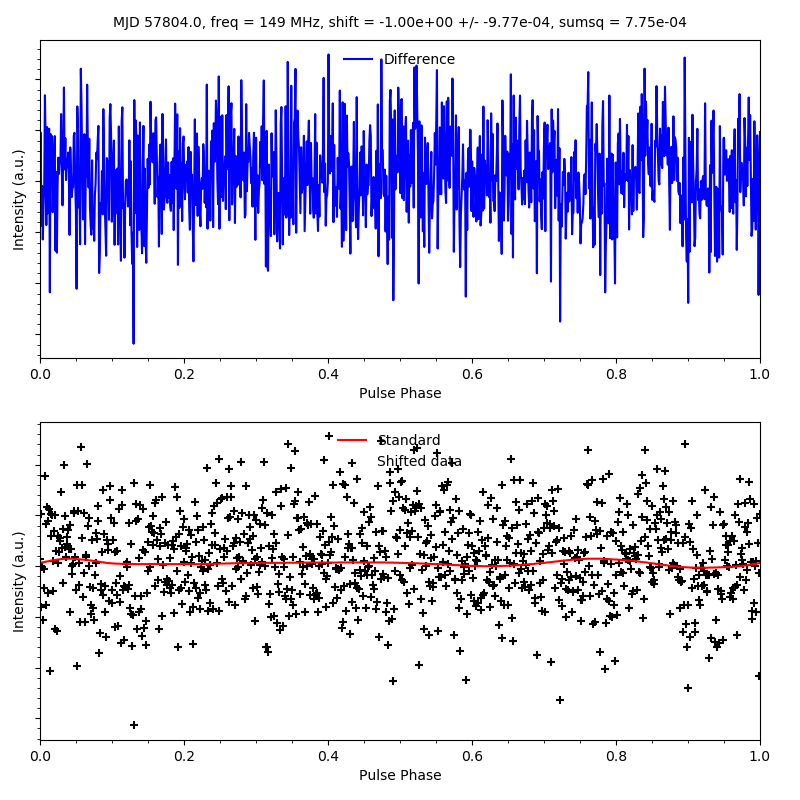 MJD 57804.0, freq = 149 MHz, shift = -1.00e+00 +/- -9.77e-04, sumsq = 7.75e-04
Difference
Intensity (a.u.)
0.0 0.2 0.4 0.6 0.8 1.0
Pulse Phase
Standard
Shifted data
Intensity (a.u.)
0.0 0.2 0.4 0.6 0.8 1.0
Pulse Phase